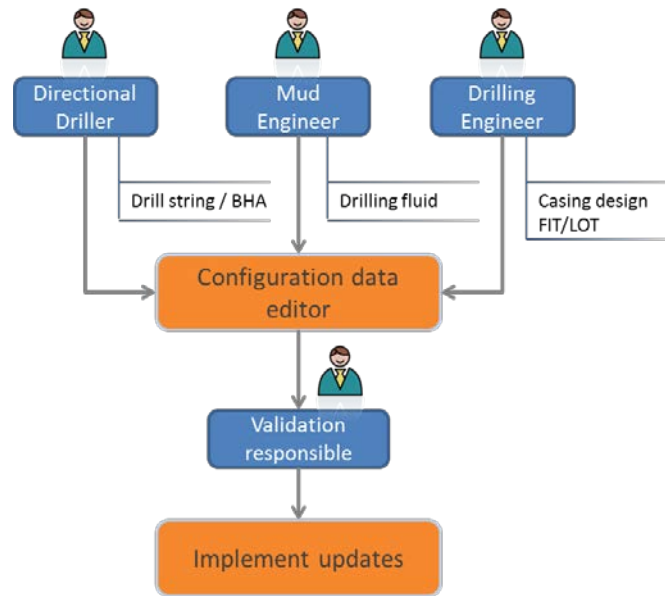 Directional
Driller
Mud
Engineer
Drilling
Engineer
Drill string / BHA
Drilling fluid
Casing design
FIT/LOT
Configuration data
editor
Validation
responsible
Implement updates